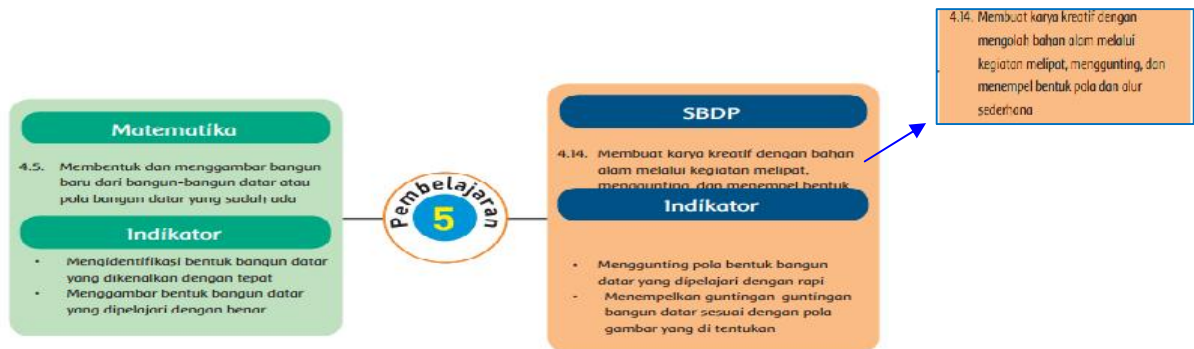 Matematika
4.5. Membentuk dan menggambar bangun
baru dari bangun-bangun datar atau
pola bangun datar yang sudah ada
Indikator
• Mengidentifikasi bentuk bangun datar
yang dikenalkan dengan tepat
• Menggambar bentuk bangun datar
yang dipelajari dengan benar
Pembelajaran
5
SBDP
4.14. Membuat karya kreatif dengan bahan
alam melalui kegiatan melipat,
menggunting, dan menempel bentuk
Indikator
• Menggunting pola bentuk bangun
datar yang dipelajari dengan rapi
- Menempelkan guntingan guntingan
bangun datar sesuai dengan pola
gambar yang di tentukan
4.14. Membuat karya kreatif dengan
mengolah bahan alam melalui
kegiatan melipat, menggunting, dan
menempel bentuk pola dan alur
sederhana